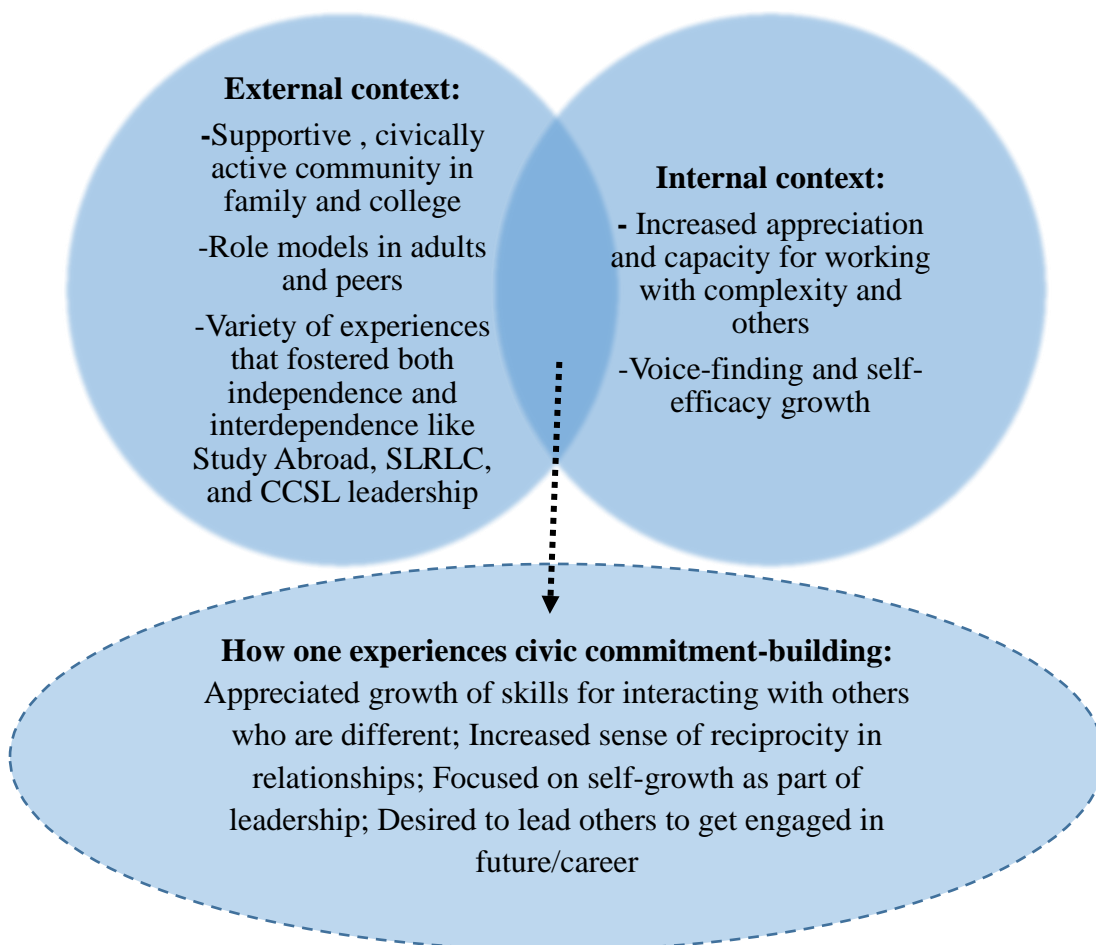 External context:
-Supportive , civically
active community in
family and college
-Role models in adults
and peers
-Variety of experiences
that fostered both
independence and
interdependence like
Study Abroad, SLRLC,
and CCSL leadership
Internal context:
- Increased appreciation
and capacity for working
with complexity and
others
-Voice-finding and self-
efficacy growth
How one experiences civic commitment-building:
Appreciated growth of skills for interacting with others
who are different; Increased sense of reciprocity in
relationships; Focused on self-growth as part of
leadership; Desired to lead others to get engaged in
future/career